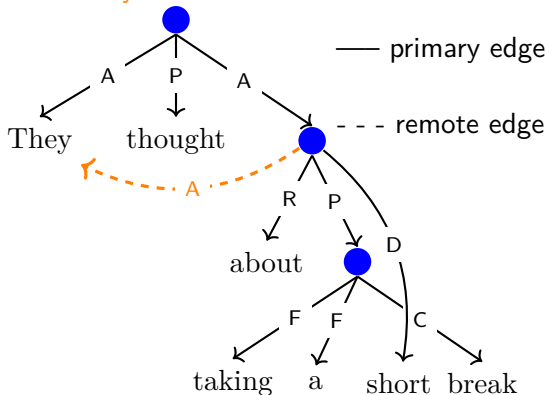 A P A
primary edge
They thought
remote edge
A
R P
D
about
F F C
taking a short break